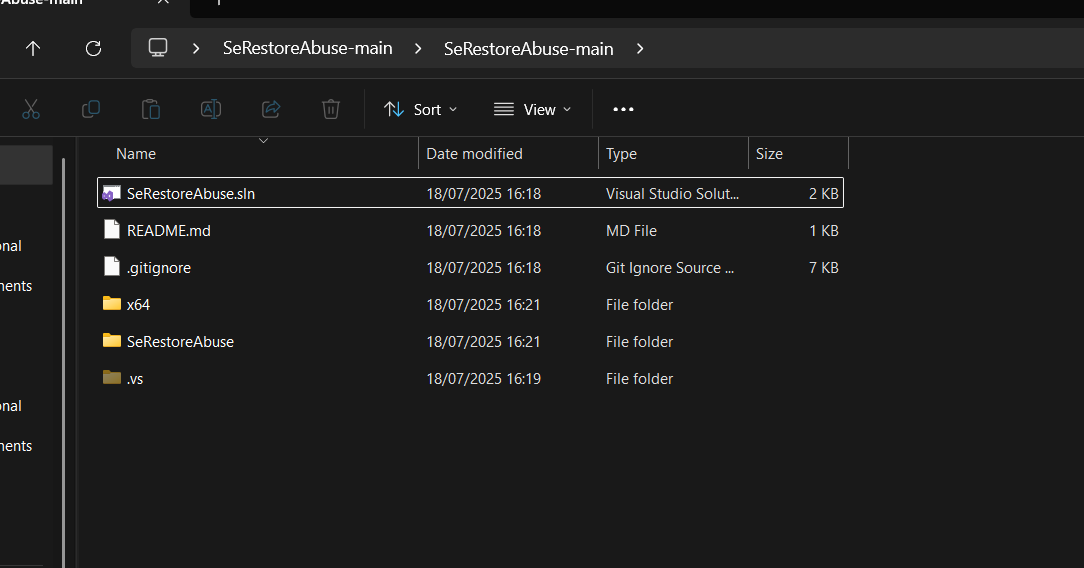 Abuse-main
SeRestoreAbuse-main > SeRestoreAbuse-main >
Sort View •••
Name Date modified Type Size
SeRestoreAbuse.sln 18/07/2025 16:18 Visual Studio Solut... 2 KB
README.md 18/07/2025 16:18 MD File 1 KB
.gitignore 18/07/2025 16:18 Git Ignore Source ... 7 KB
x64 18/07/2025 16:21 File folder
SeRestoreAbuse 18/07/2025 16:21 File folder
.vs 18/07/2025 16:19 File folder
onal
nents
onal
nents